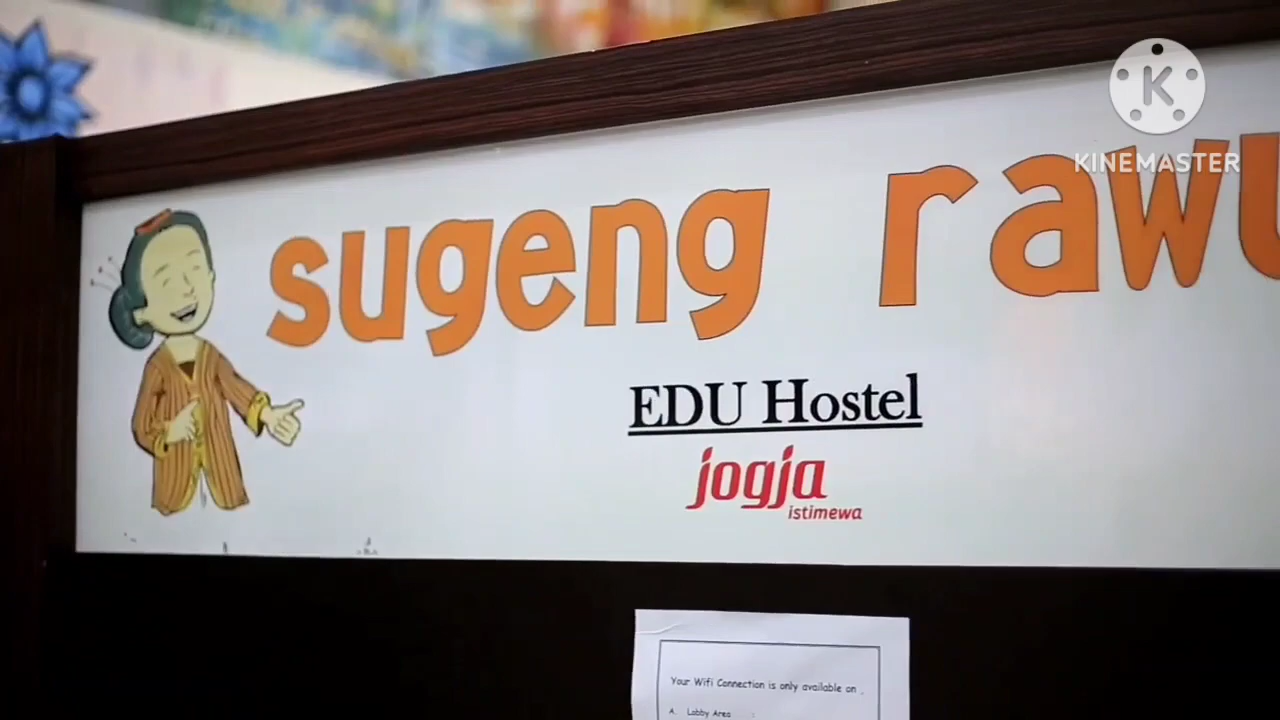 KINEMASTER
sugeng rawu
EDU Hostel
jogja
istimewa
Your Wifi Connection is only available on
A. Lobby Area :